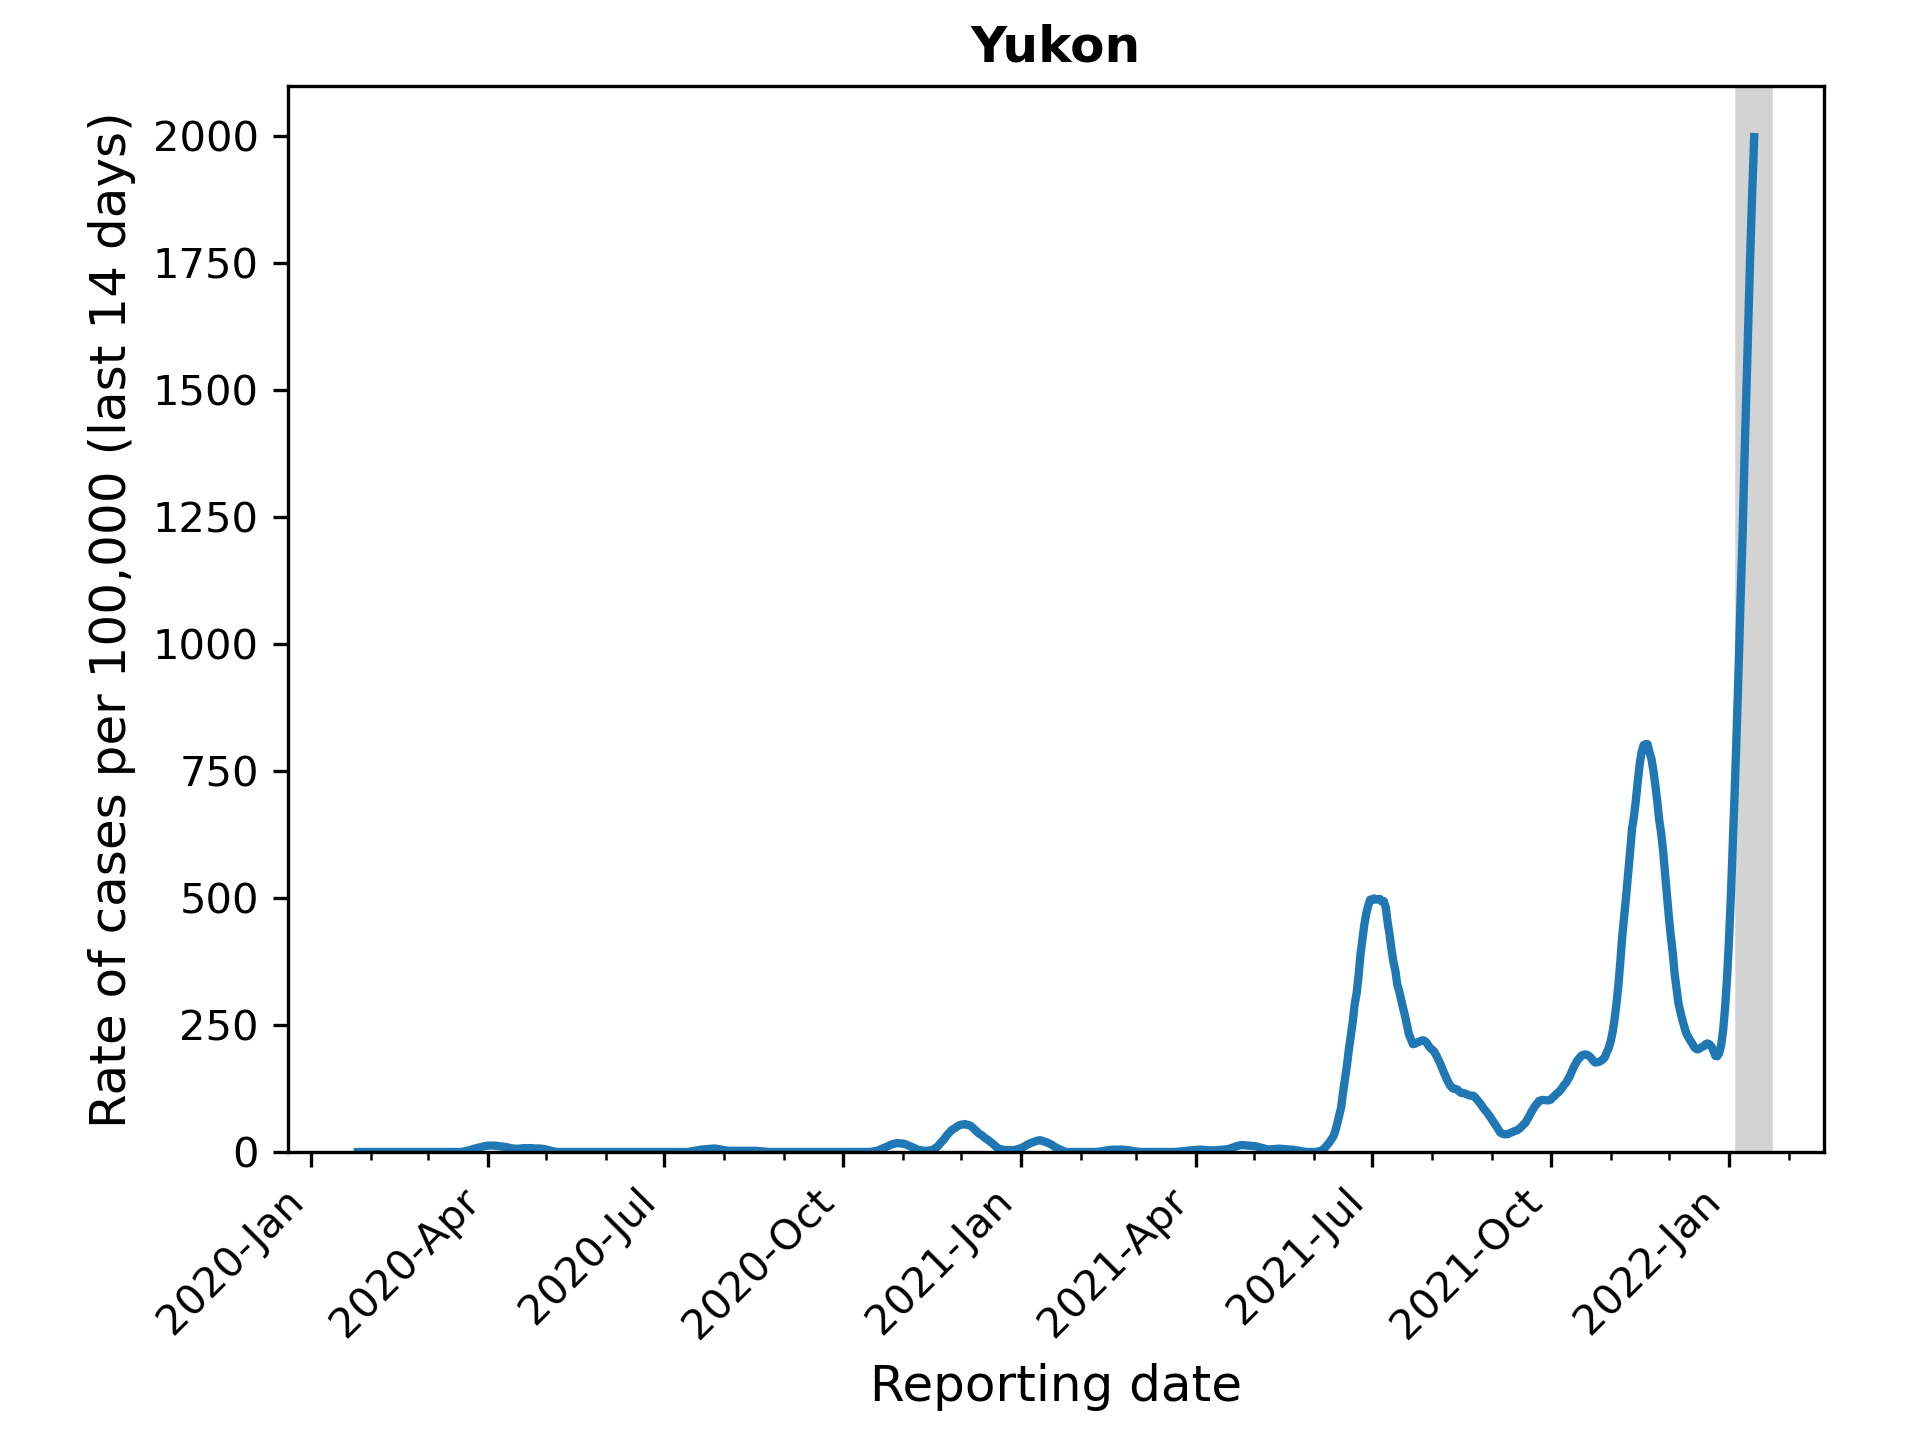 Yukon
Rate of cases per 100,000 (last 14 days)
2000
1750
1500
1250
1000
750
500
250
0
2020-Jan
2020-Apr
2020-Jul
2020-Oct
2021-Jan
2021-Apr
2021-Jul
2021-Oct
2022-Jan
Reporting date